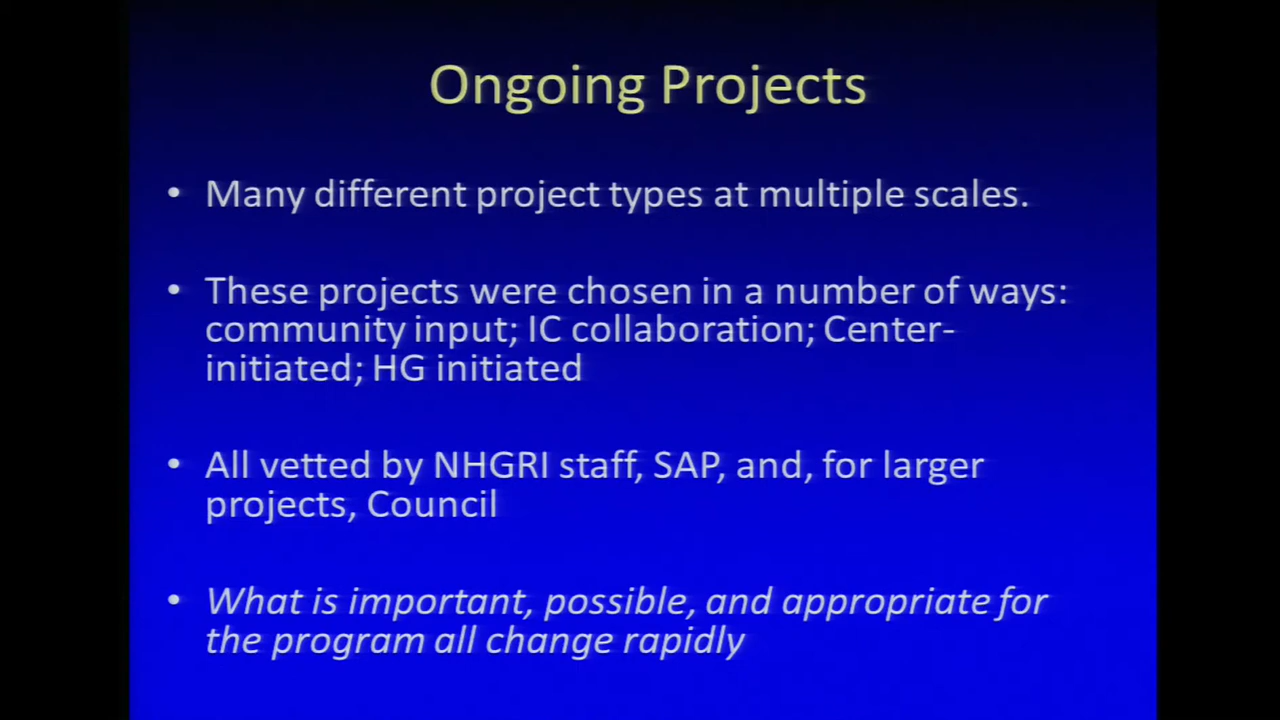 Ongoing Projects
• Many different project types at multiple scales.
• These projects were chosen in a number of ways:
community input; IC collaboration; Center-
initiated; HG initiated
• All vetted by NHGRI staff, SAP, and, for larger
projects, Council
• What is important, possible, and appropriate for
the program all change rapidly